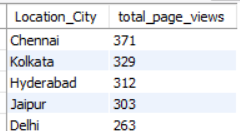 Location_City total_page_views
Chennai 371
Kolkata 329
Hyderabad 312
Jaipur 303
Delhi 263